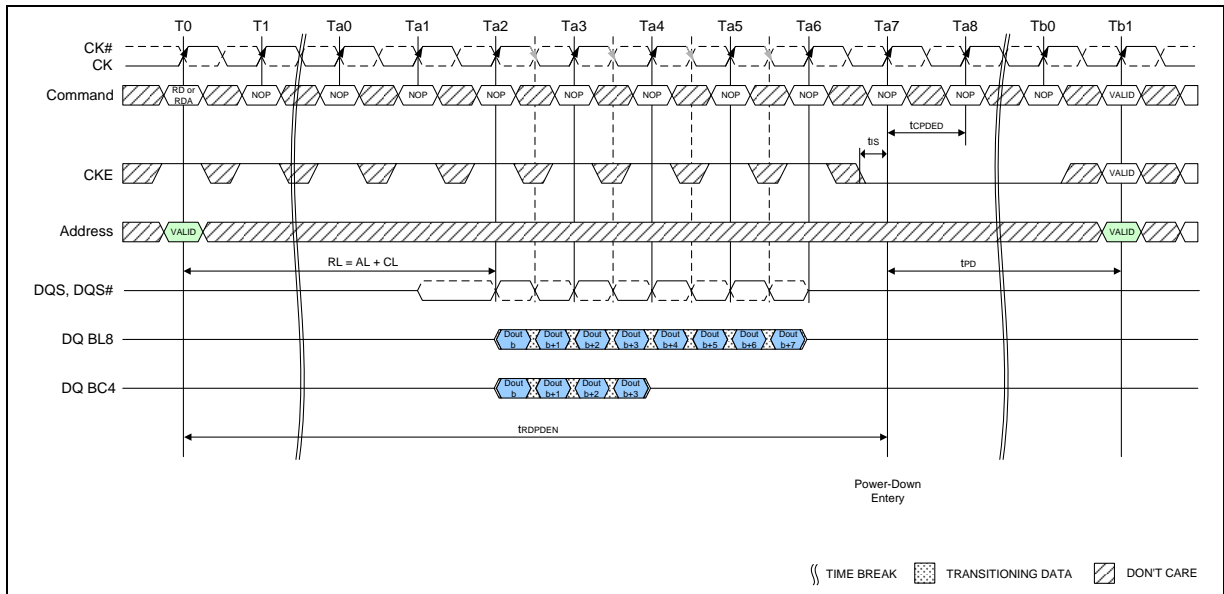 T0 T1 Ta0 Ta1 Ta2 Ta3 Ta4 Ta5 Ta6 Ta7 Ta8 Tb0 Tb1
CK#
CK
Command RD or RDA NOP NOP NOP NOP NOP NOP NOP NOP NOP NOP NOP VALID
tCPDED
tIS
CKE VALID
Address VALID VALID
RL = AL + CL tPD
DQS, DQS#
DQ BL8 Dout b Dout b+1 Dout b+2 Dout b+3 Dout b+4 Dout b+5 Dout b+6 Dout b+7
DQ BC4 Dout b Dout b+1 Dout b+2 Dout b+3
tRDPDEN
Power-Down
Entery
TIME BREAK TRANSITIONING DATA DON'T CARE